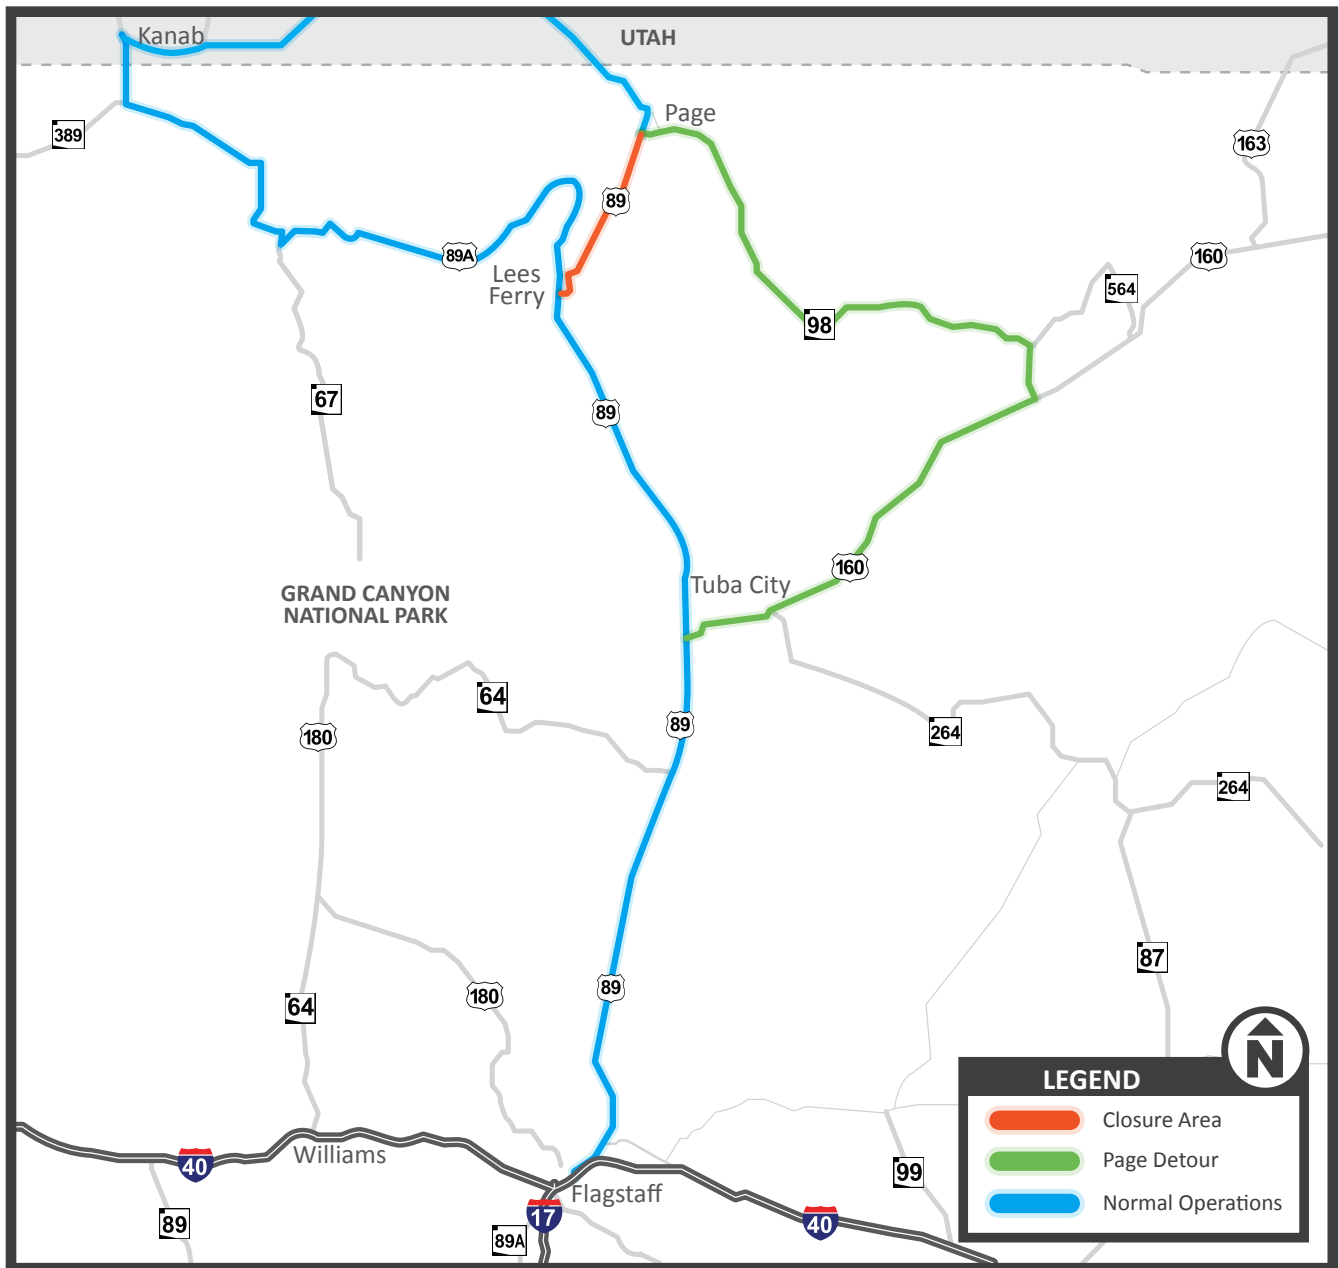 Kanab
UTAH
Page
389
163
89
89A
160
Lees
Ferry
564
98
67
89
160
Tuba City
GRAND CANYON
NATIONAL PARK
64
180
89
264
264
87
180
89
64
LEGEND
N
Closure Area
Page Detour
Normal Operations
Williams
40
Flagstaff
99
89
17
40
89A